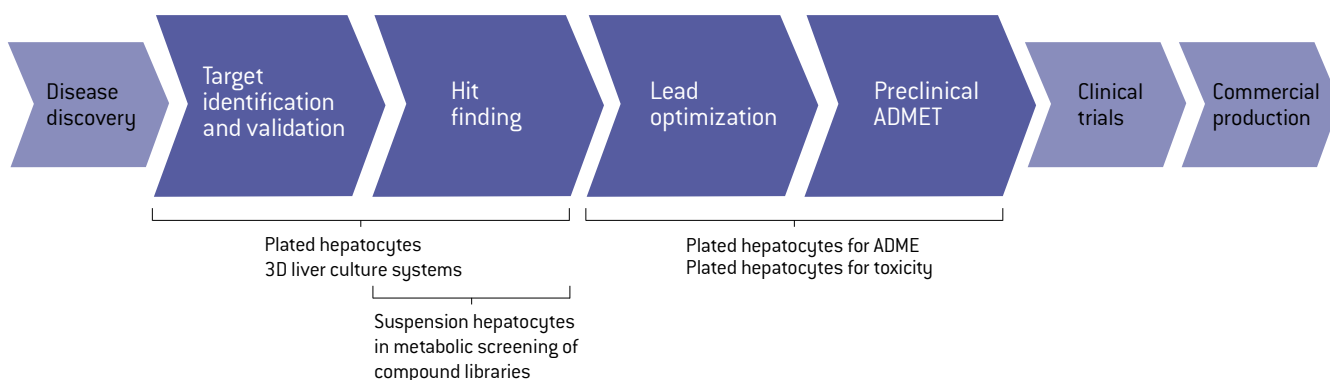 Disease
discovery
Target
identification
and validation
Hit
finding
Lead
optimization
Preclinical
ADMET
Clinical
trials
Commercial
production
Plated hepatocytes
3D liver culture systems
Suspension hepatocytes
in metabolic screening of
compound libraries
Plated hepatocytes for ADME
Plated hepatocytes for toxicity